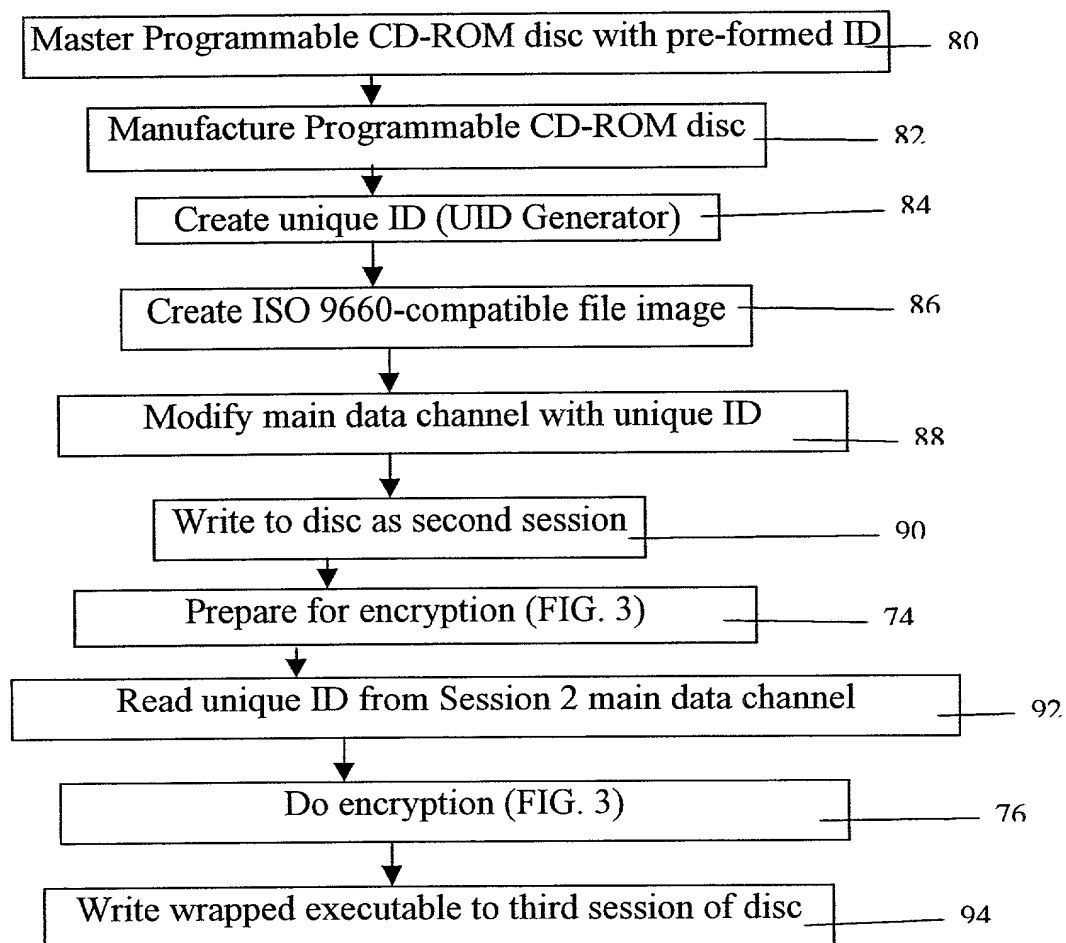 Master Programmable CD-ROM disc with pre-formed ID 80
Manufacture Programmable CD-ROM disc 82
Create unique ID (UID Generator) 84
Create ISO 9660-compatible file image 86
Modify main data channel with unique ID 88
Write to disc as second session 90
Prepare for encryption (FIG. 3) 74
Read unique ID from Session 2 main data channel 92
Do encryption (FIG. 3) 76
Write wrapped executable to third session of disc 94